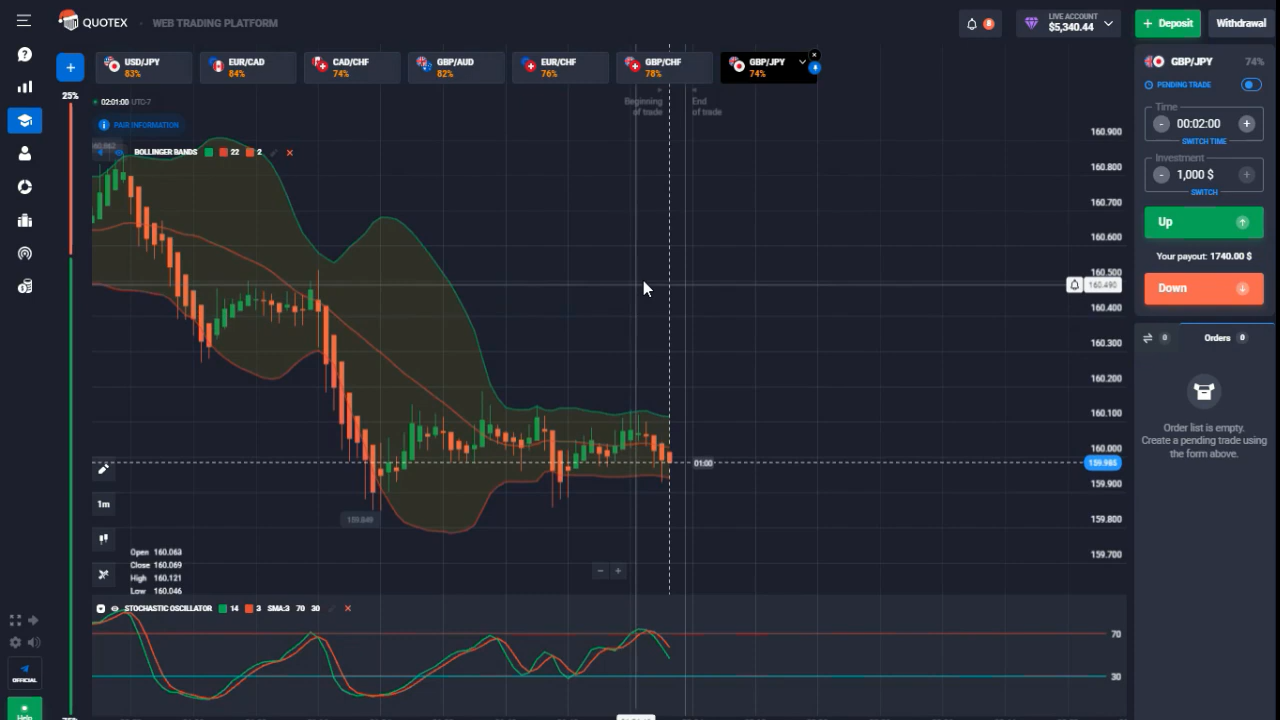 QUOTEX
WEB TRADING PLATFORM
LIVE ACCOUNT
$5,340.44
+ Deposit
Withdrawal
USD/JPY
83%
EUR/CAD
84%
CAD/CHF
74%
GBP/AUD
82%
EUR/CHF
76%
GBP/CHF
78%
GBP/JPY
74%
25%
02:01:00 UTC-7
PAIR INFORMATION
BOLLINGER BANDS 22 2
Beginning
of trade
End
of trade
160.900
160.800
160.700
160.600
160.500
160.490
160.400
160.300
160.200
160.100
160.000
159.985
159.900
159.800
159.700
01:00
159.849
1m
Open 160.063
Close 160.069
High 160.121
Low 160.046
STOCHASTIC OSCILLATOR 14 3 SMA:3 70 30
70
30
GBP/JPY
74%
PENDING TRADE
Time
- 00:02:00 +
SWITCH TIME
Investment
- 1,000 $ +
SWITCH
Up
Your payout: 1740.00 $
Down
0
Orders 0
Order list is empty.
Create a pending trade using
the form above.
OFFICIAL
Help